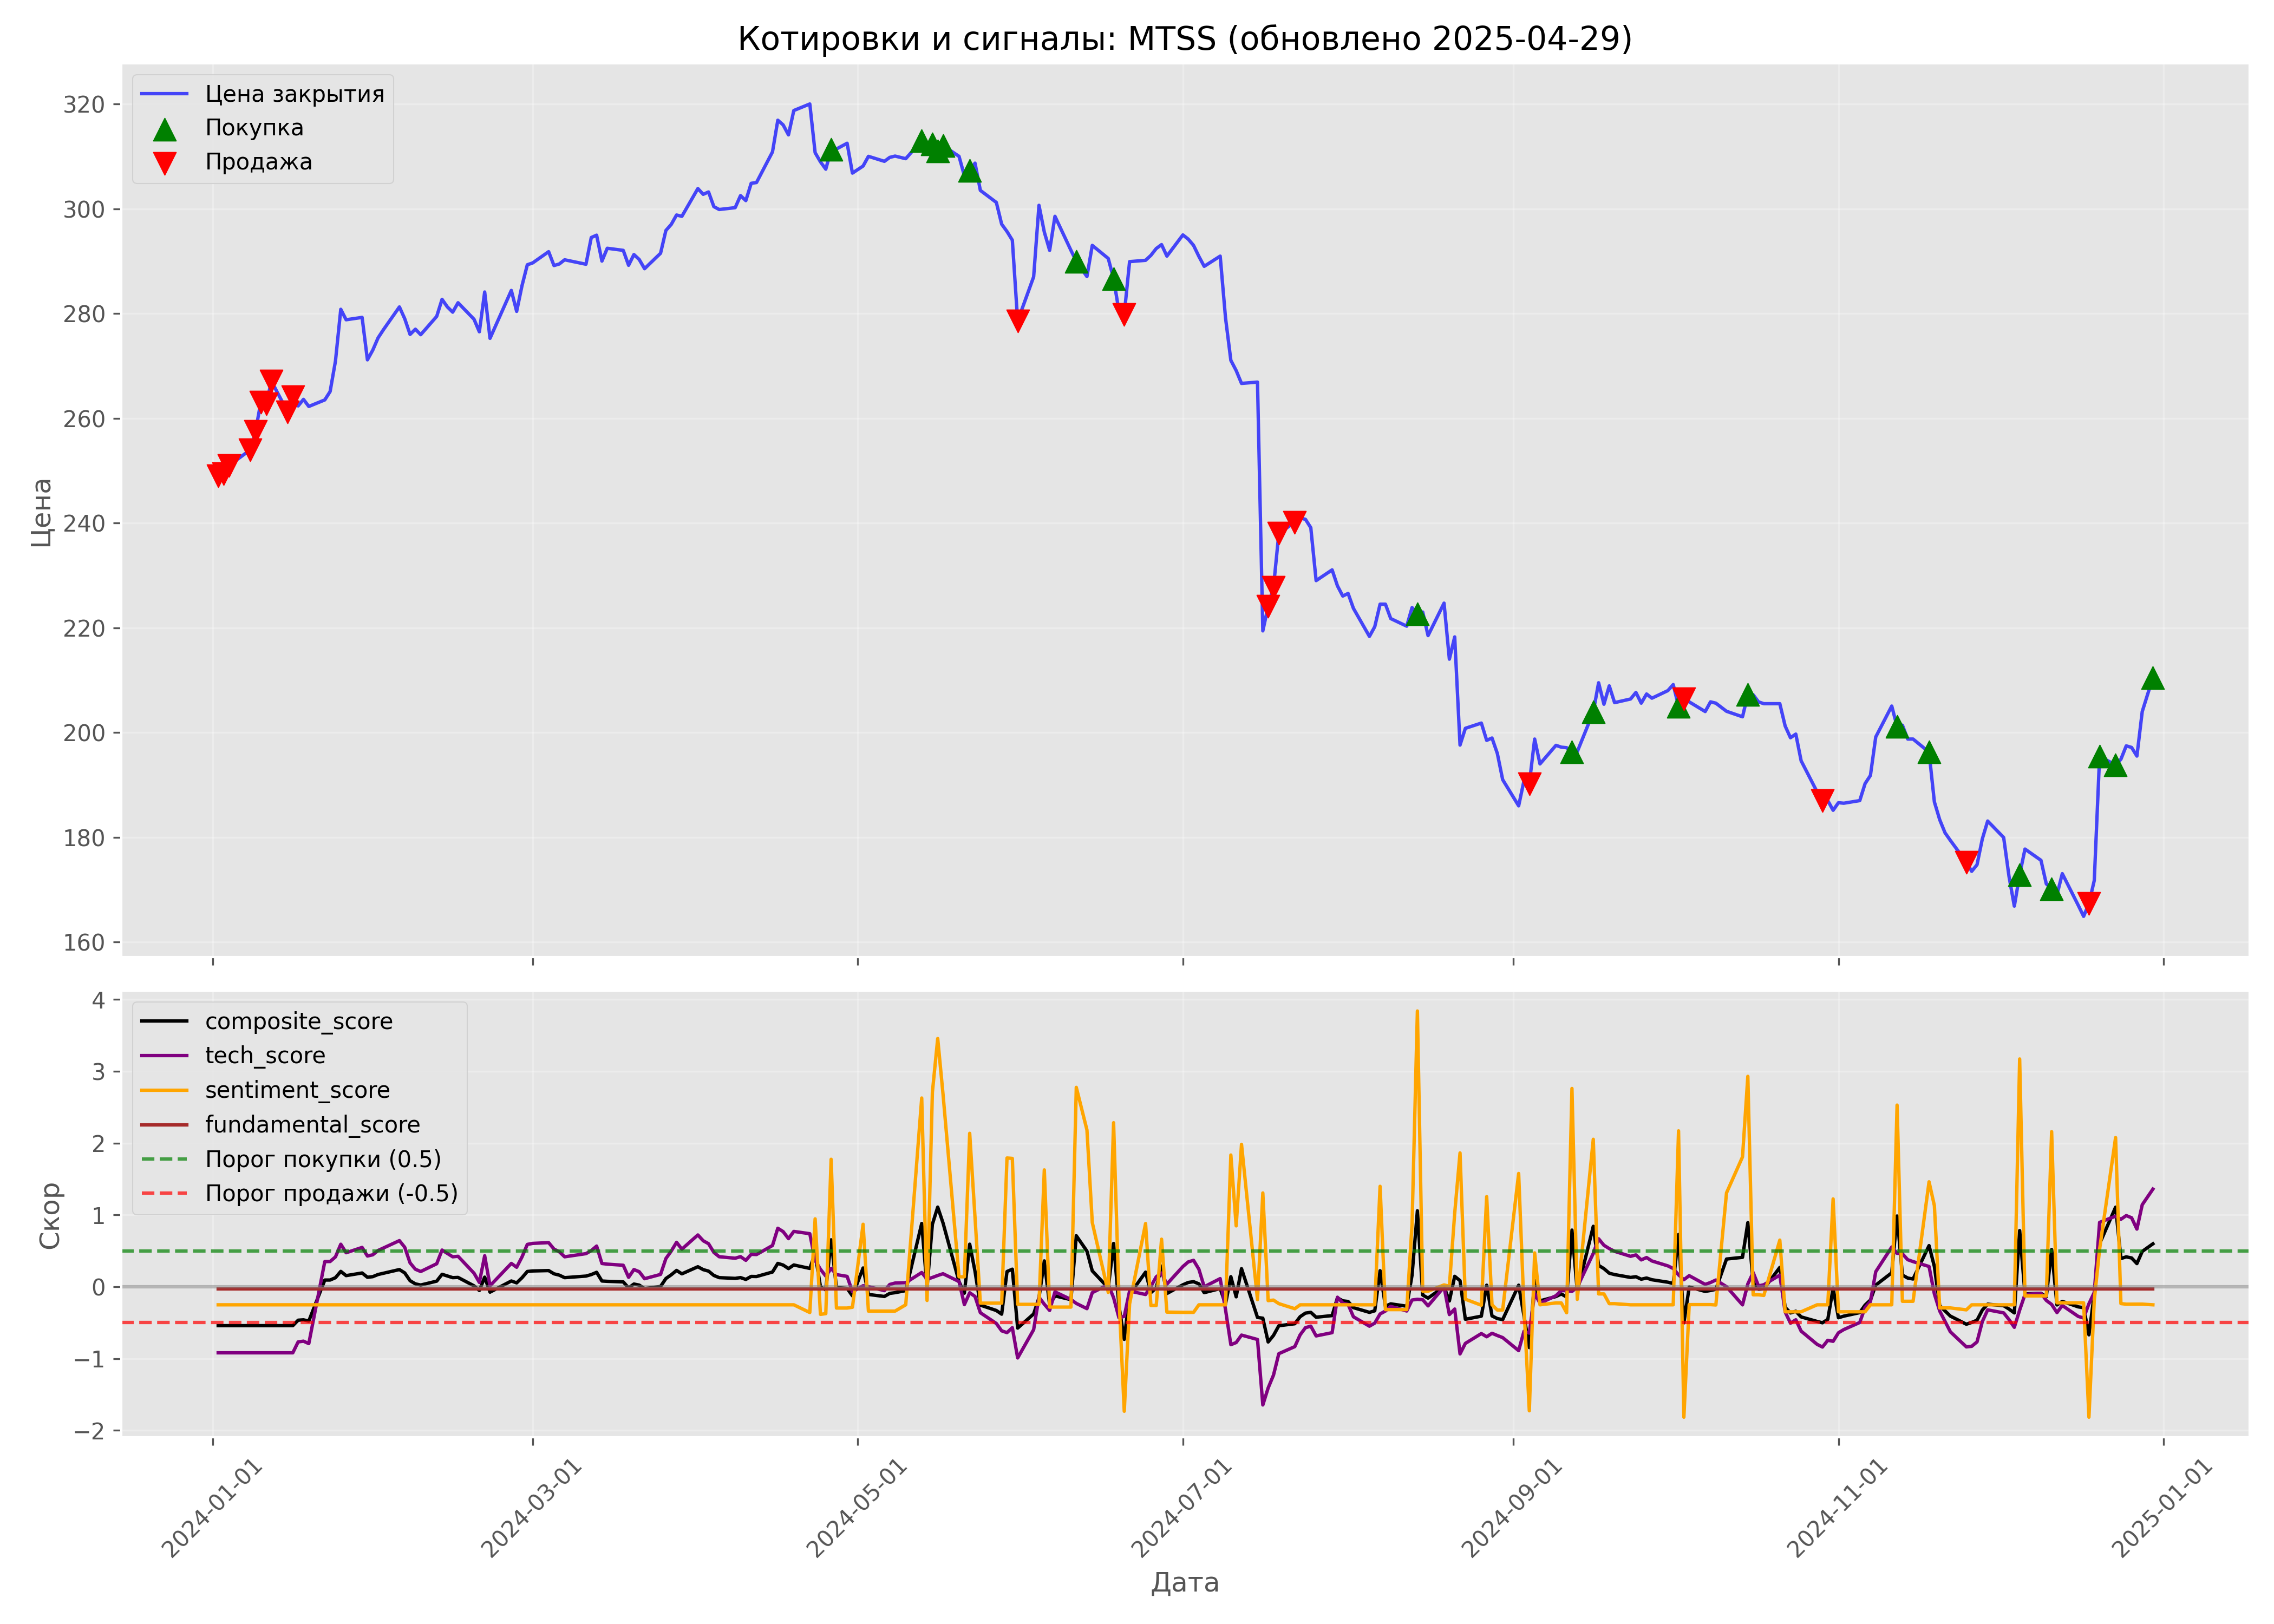 Котировки и сигналы: MTSS (обновлено 2025-04-29)
Цена закрытия
Покупка
Продажа
320
300
280
260
240
220
200
180
160
Цена
composite_score
tech_score
sentiment_score
fundamental_score
Порог покупки (0.5)
Порог продажи (-0.5)
4
3
2
1
0
−1
−2
Скор
2024-01-01
2024-03-01
2024-05-01
2024-07-01
2024-09-01
2024-11-01
2025-01-01
Дата